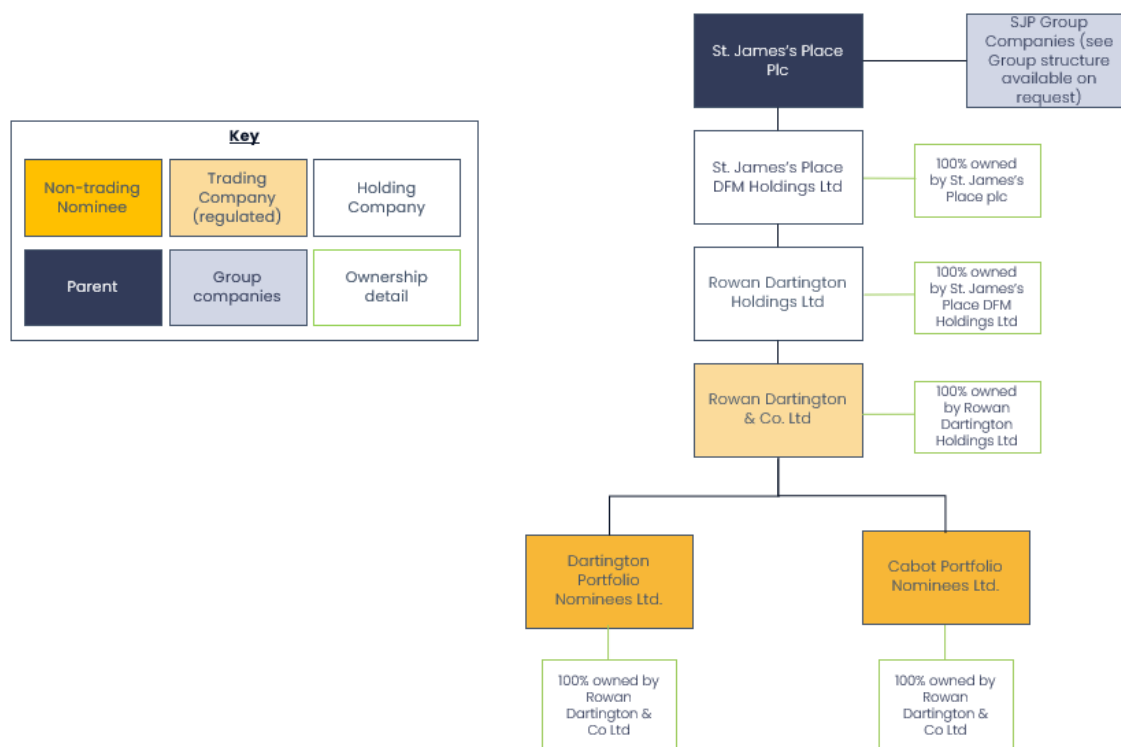 St. James's Place
Plc
SJP Group
Companies (see
Group structure
available on
request)
Key
Non-trading
Nominee
Trading
Company
(regulated)
Holding
Company
Parent
Group
companies
Ownership
detail
St. James's Place
DFM Holdings Ltd
100% owned
by St. James's
Place plc
Rowan Dartington
Holdings Ltd
100% owned
by St. James's
Place DFM
Holdings Ltd
Rowan Dartington
& Co. Ltd
100% owned
by Rowan
Dartington
Holdings Ltd
Dartington
Portfolio
Nominees Ltd.
Cabot Portfolio
Nominees Ltd.
100% owned by
Rowan
Dartington &
Co Ltd
100% owned by
Rowan
Dartington &
Co Ltd